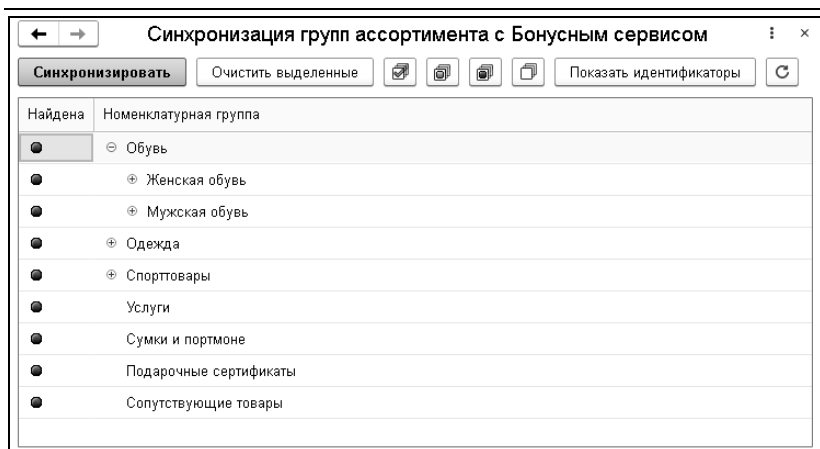 Синхронизация групп ассортимента с Бонусным сервисом
Синхронизировать Очистить выделенные Показать идентификаторы
Найдена Номенклатурная группа
Обувь
Женская обувь
Мужская обувь
Одежда
Спорттовары
Услуги
Сумки и портмоне
Подарочные сертификаты
Сопутствующие товары